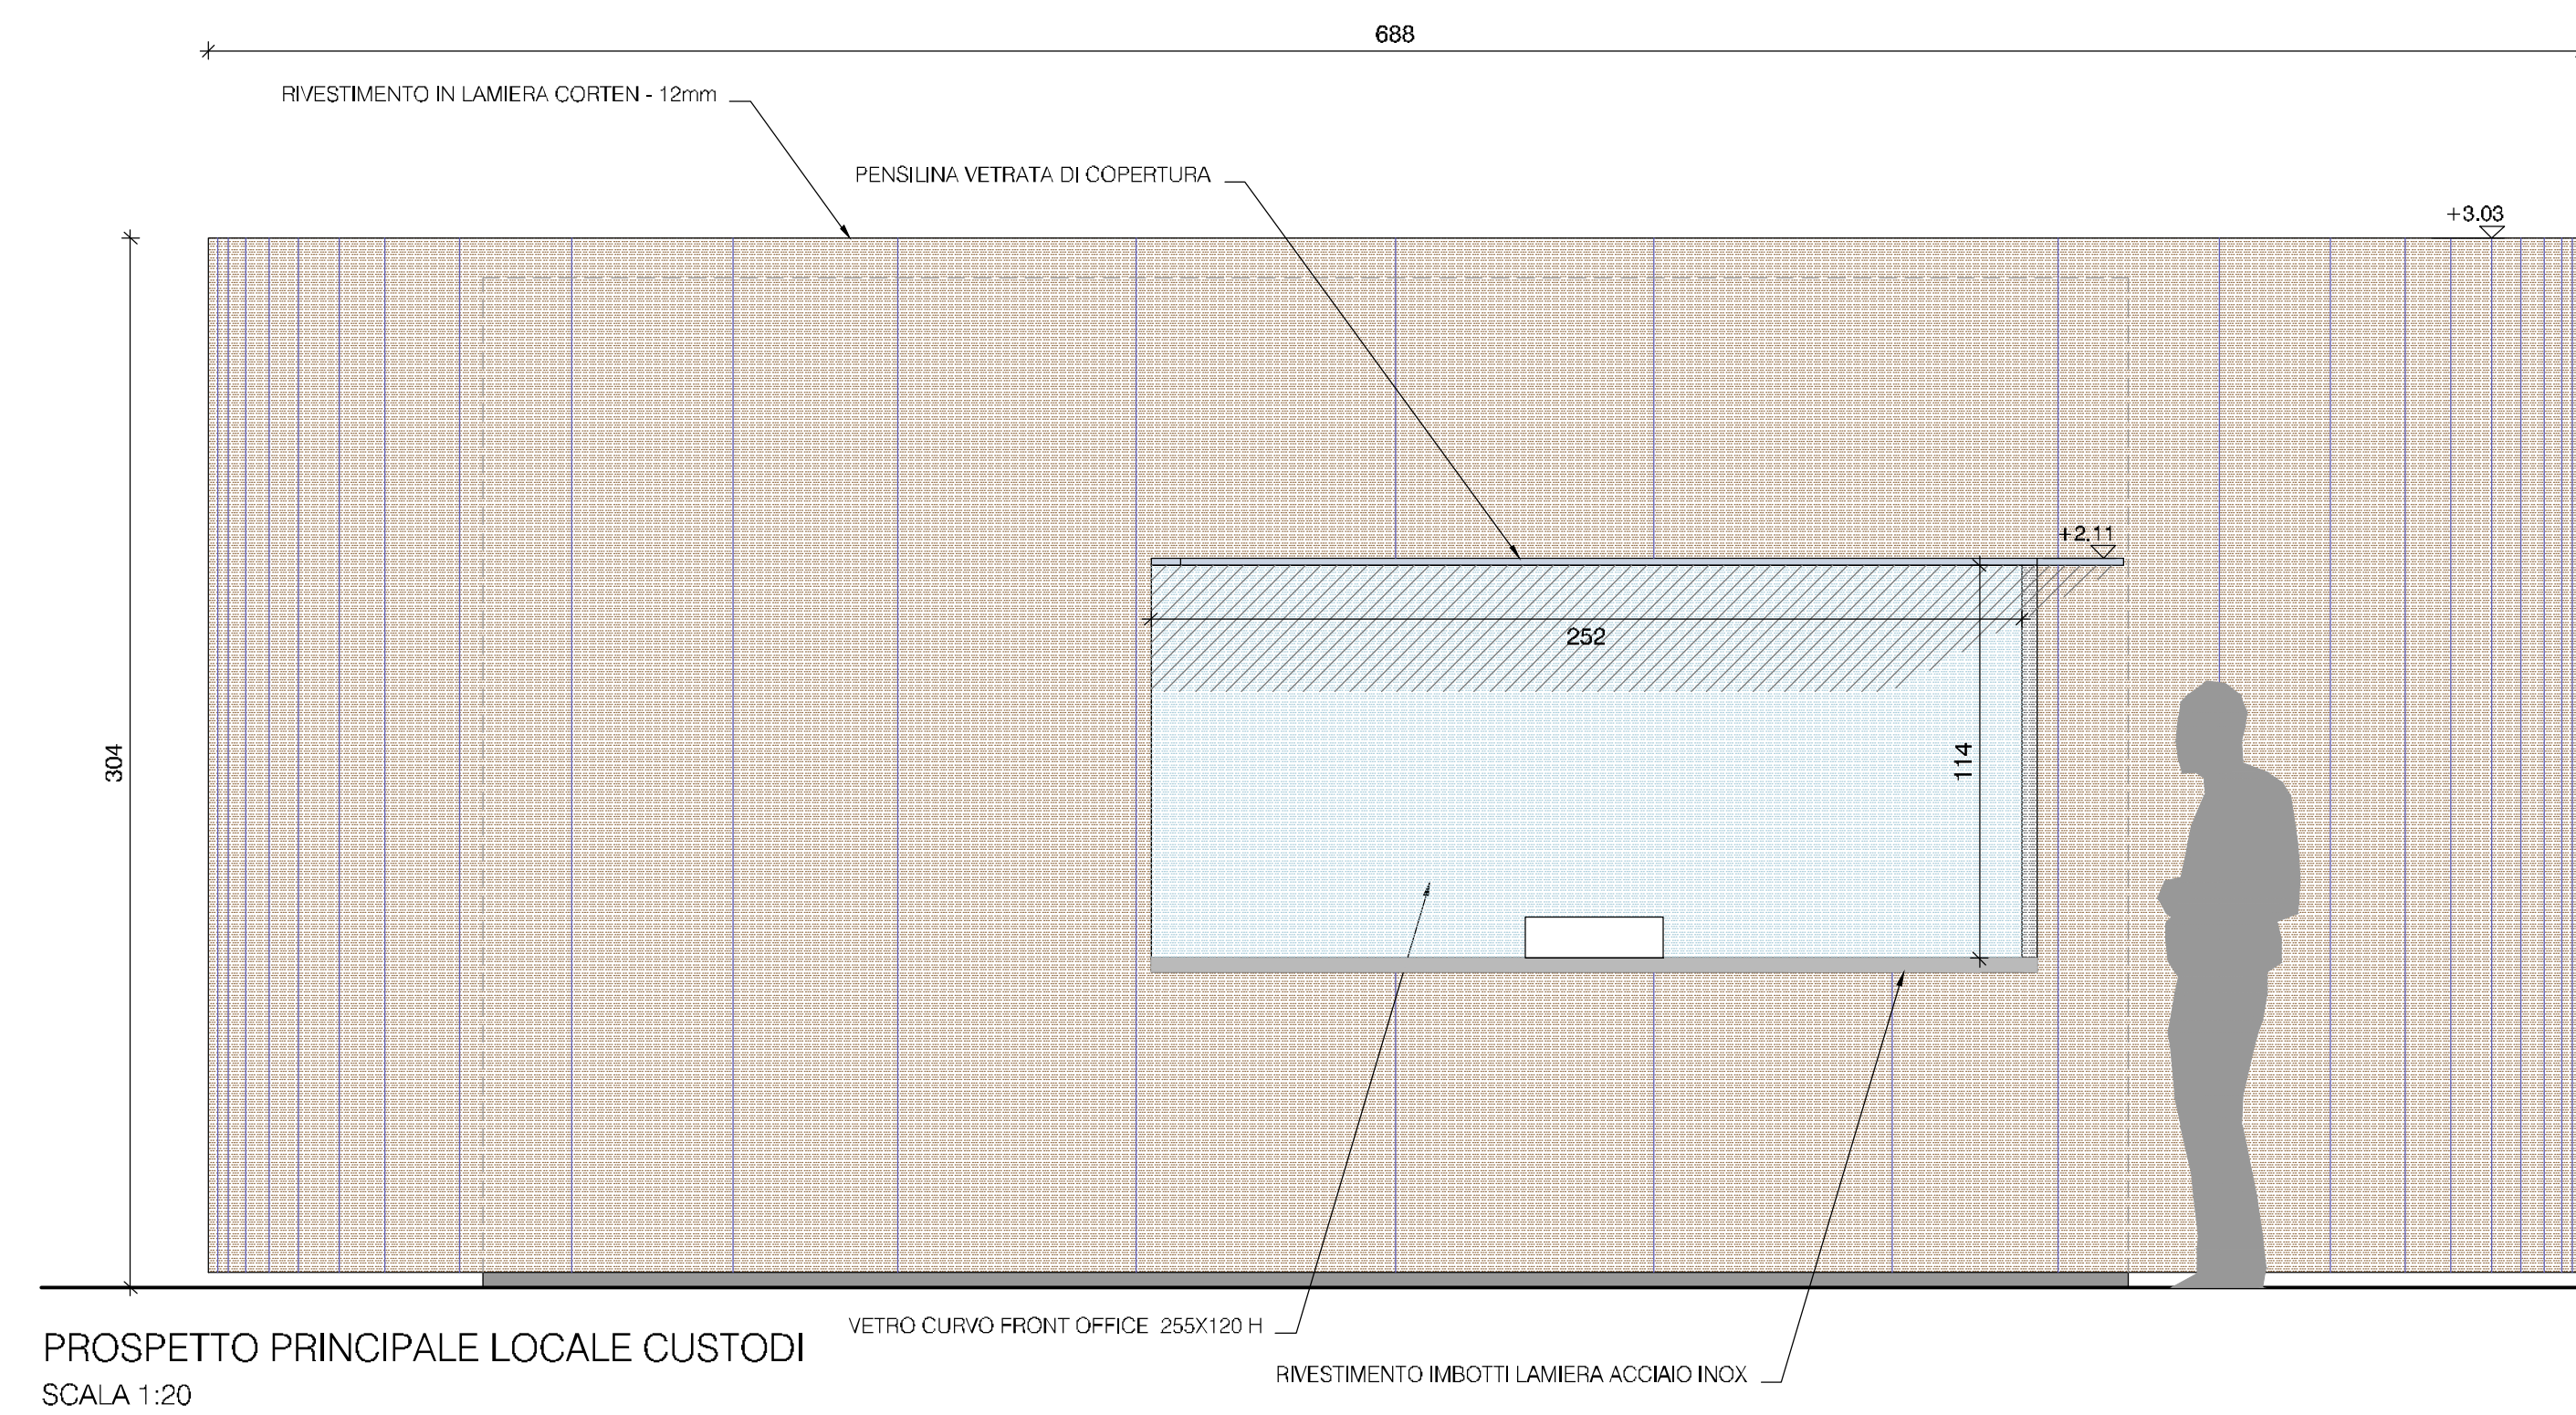 688
RIVESTIMENTO IN LAMIERA CORTEN - 12mm
PENSILINA VETRATA DI COPERTURA
+3.03
+2.11
252
304
114
VETRO CURVO FRONT OFFICE 255X120 H
PROSPETTO PRINCIPALE LOCALE CUSTODI
RIVESTIMENTO IMBOTTI LAMIERA ACCIAIO INOX
SCALA 1:20